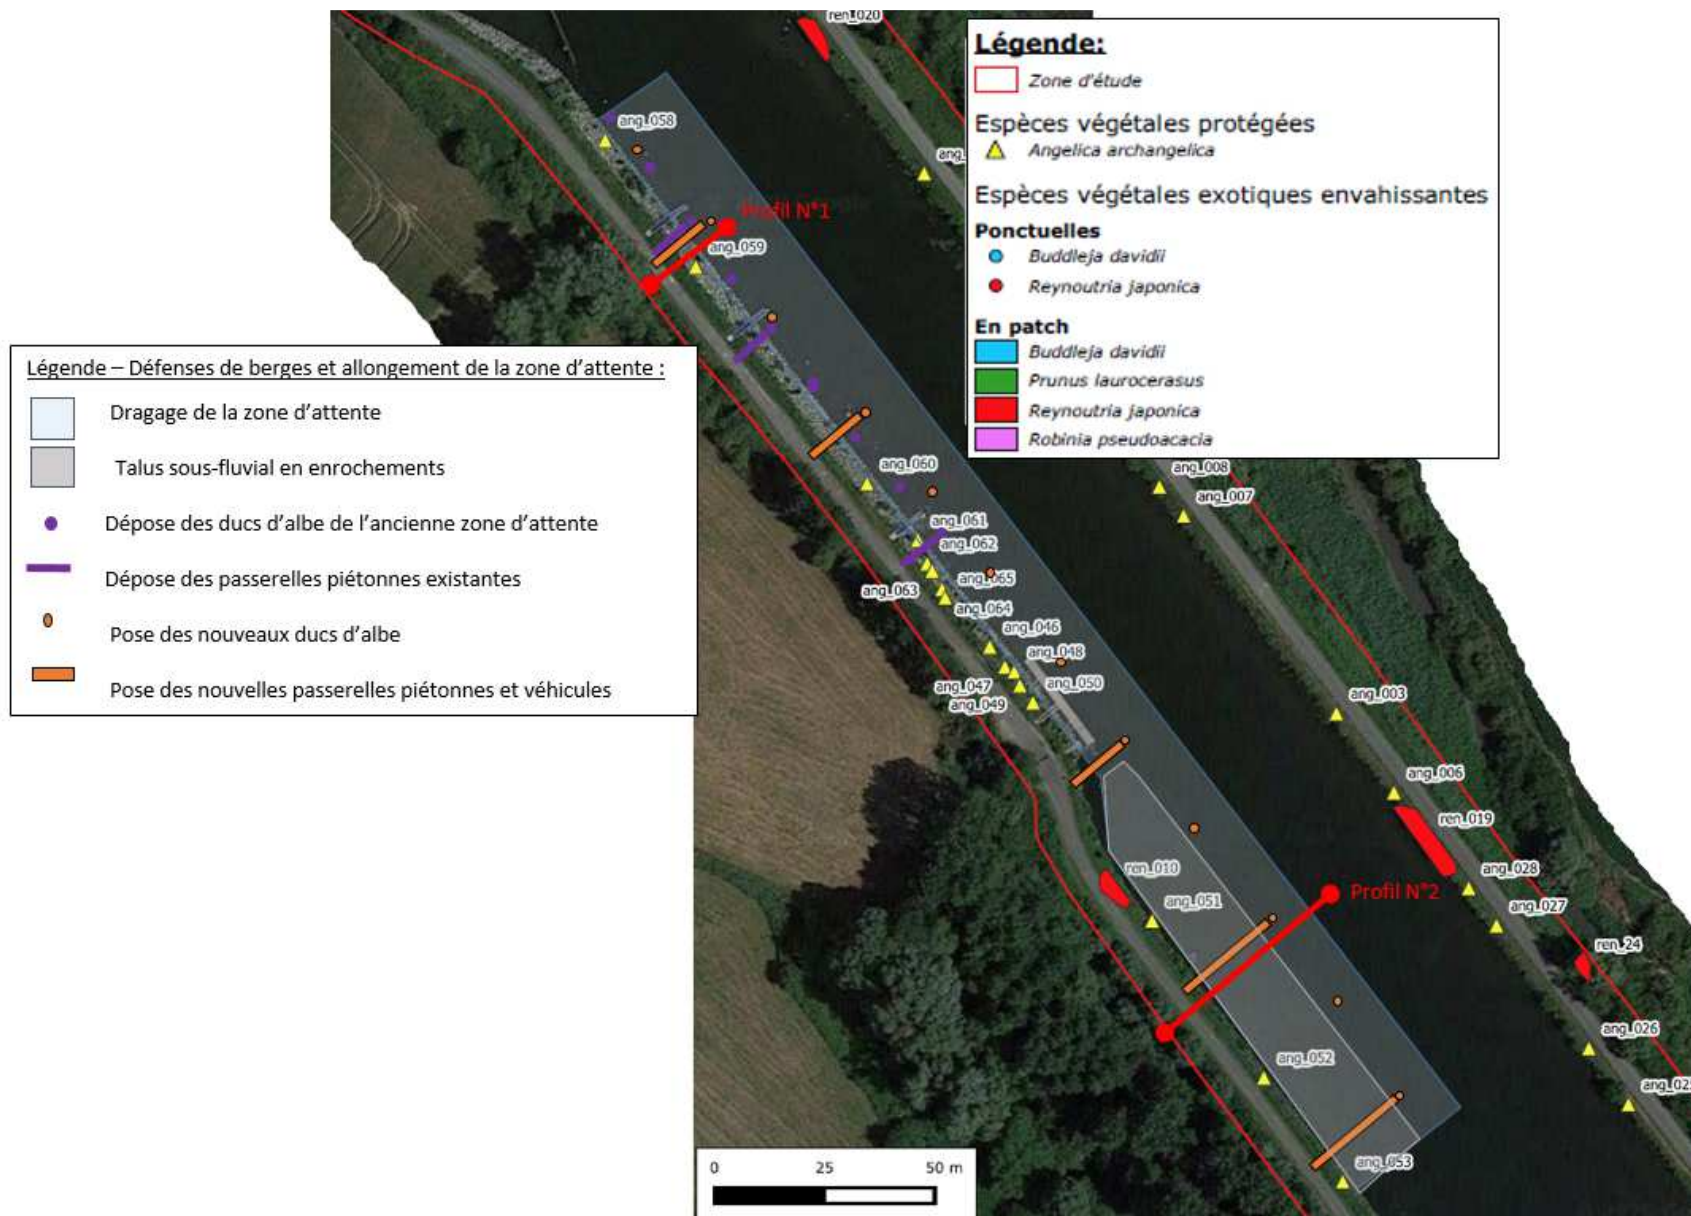 ren_020
Légende:
Zone d'étude
Espèces végétales protégées
Angelica archangelica
Espèces végétales exotiques envahissantes
Ponctuelles
Buddleja davidii
Reynoutria japonica
En patch
Buddleja davidii
Prunus laurocerasus
Reynoutria japonica
Robinia pseudoacacia
ang_058
ang_
Profil N°1
ang_059
Légende – Défenses de berges et allongement de la zone d'attente :
Dragage de la zone d'attente
Talus sous-fluvial en enrochements
Dépose des ducs d'albe de l'ancienne zone d'attente
Dépose des passerelles piétonnes existantes
Pose des nouveaux ducs d'albe
Pose des nouvelles passerelles piétonnes et véhicules
ang_060
ang_008
ang_007
ang_061
ang_062
ang_065
ang_063
ang_064
ang_046
ang_048
ang_047
ang_050
ang_049
ang_003
ang_006
ren_019
ren_010
ang_028
Profil N°2
ang_051
ang_027
ren_24
ang_026
ang_052
ang_025
ang_053
0 25 50 m